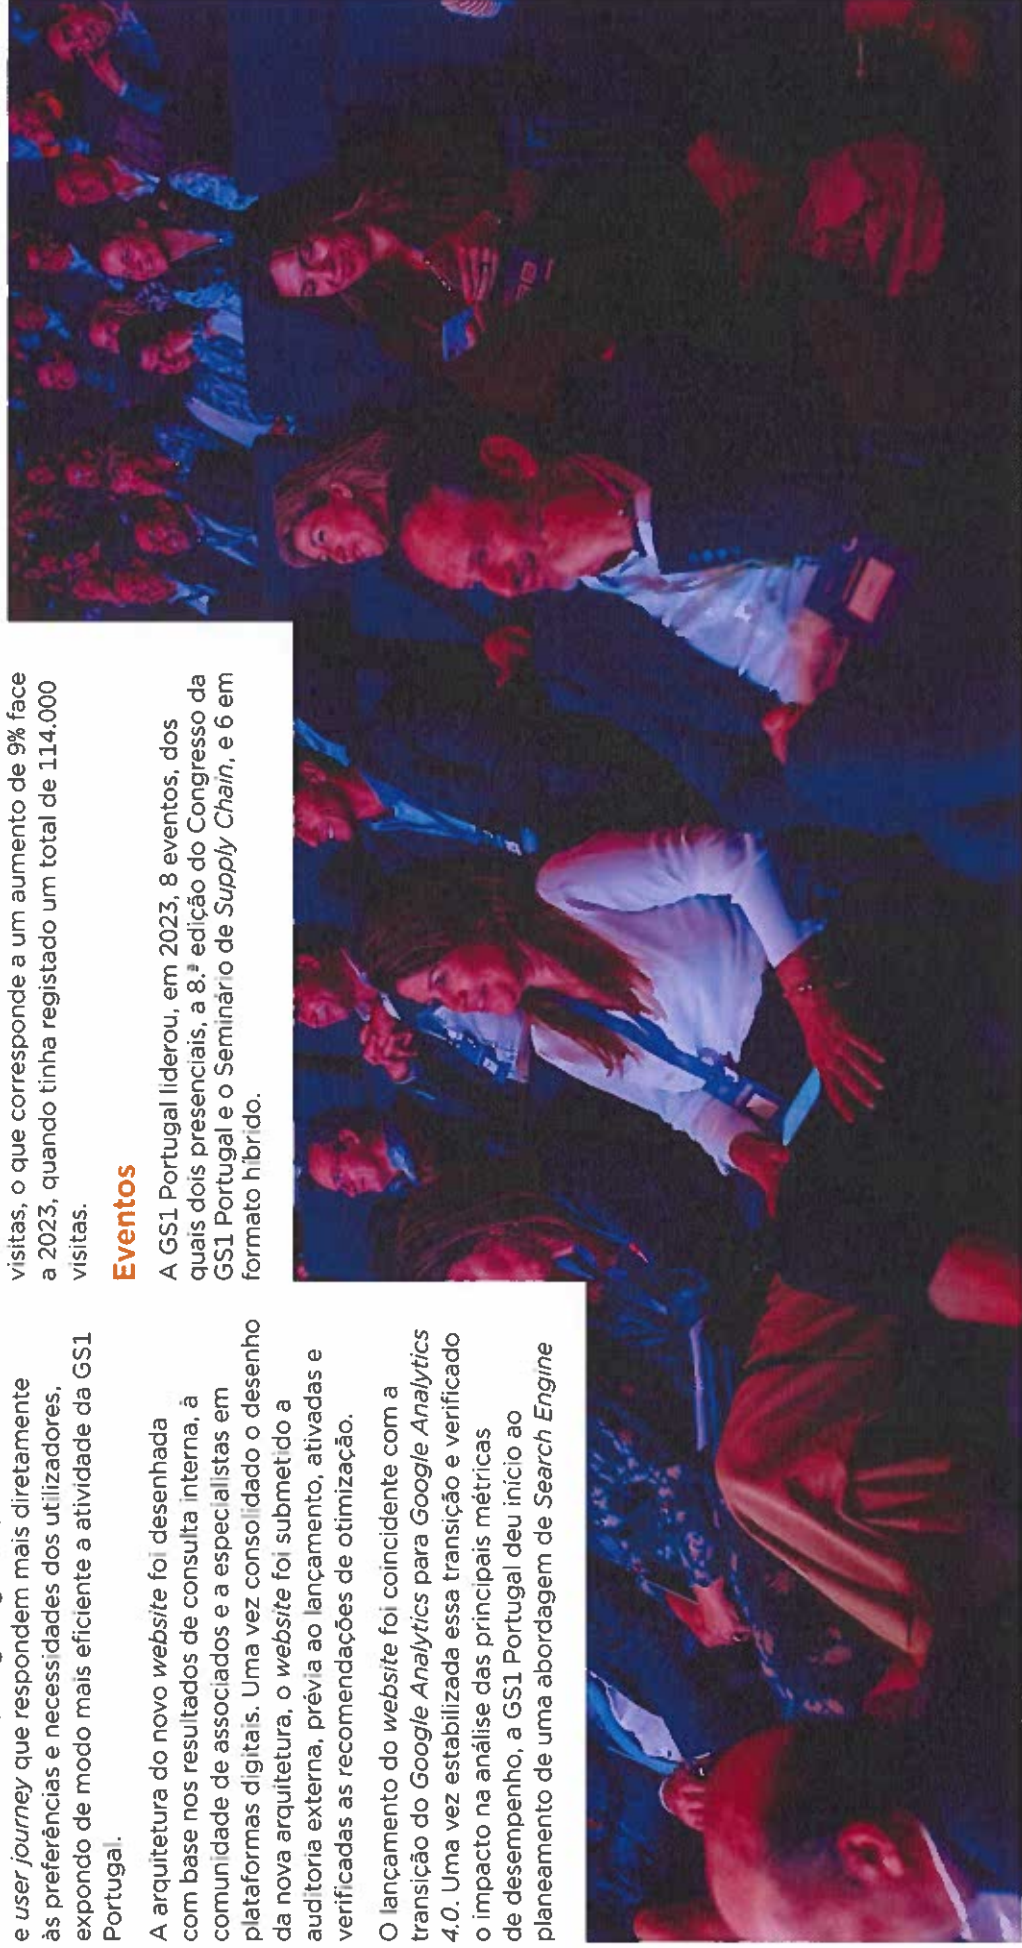 e user journey que respondem mais diretamente
às preferências e necessidades dos utilizadores,
expondo de modo mais eficiente a atividade da GS1
Portugal.
A arquitetura do novo website foi desenhada
com base nos resultados de consulta interna, à
comunidade de associados e a especialistas em
plataformas digitais. Uma vez consolidado o desenho
da nova arquitetura, o website foi submetido a
auditoria externa, prévia ao lançamento, ativadas e
verificadas as recomendações de otimização.
O lançamento do website foi coincidente com a
transição do Google Analytics para Google Analytics
4.0. Uma vez estabilizada essa transição e verificado
o impacto na análise das principais métricas
de desempenho, a GS1 Portugal deu início ao
planeamento de uma abordagem de Search Engine
visitas, o que corresponde a um aumento de 9% face
a 2023, quando tinha registado um total de 114.000
visitas.
Eventos
A GS1 Portugal liderou, em 2023, 8 eventos, dos
quais dois presenciais, a 8.ª edição do Congresso da
GS1 Portugal e o Seminário de Supply Chain, e 6 em
formato híbrido.